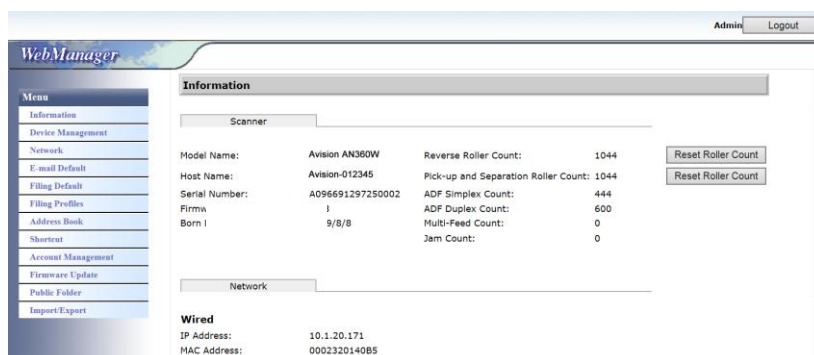 Admin Logout
WebManager
Menu
Information
Device Management
Network
E-mail Default
Filing Default
Filing Profiles
Address Book
Shortcut
Account Management
Firmware Update
Public Folder
Import/Export
Information
Scanner
Model Name: Avision AN360W Reverse Roller Count: 1044 Reset Roller Count
Host Name: Avision-012345 Pick-up and Separation Roller Count: 1044 Reset Roller Count
Serial Number: A096691297250002 ADF Simplex Count: 444
ADF Duplex Count: 600
Born 9/8/8 Multi-Feed Count: 0
Jam Count: 0
Network
Wired
IP Address: 10.1.20.171
MAC Address: 0002320140B5